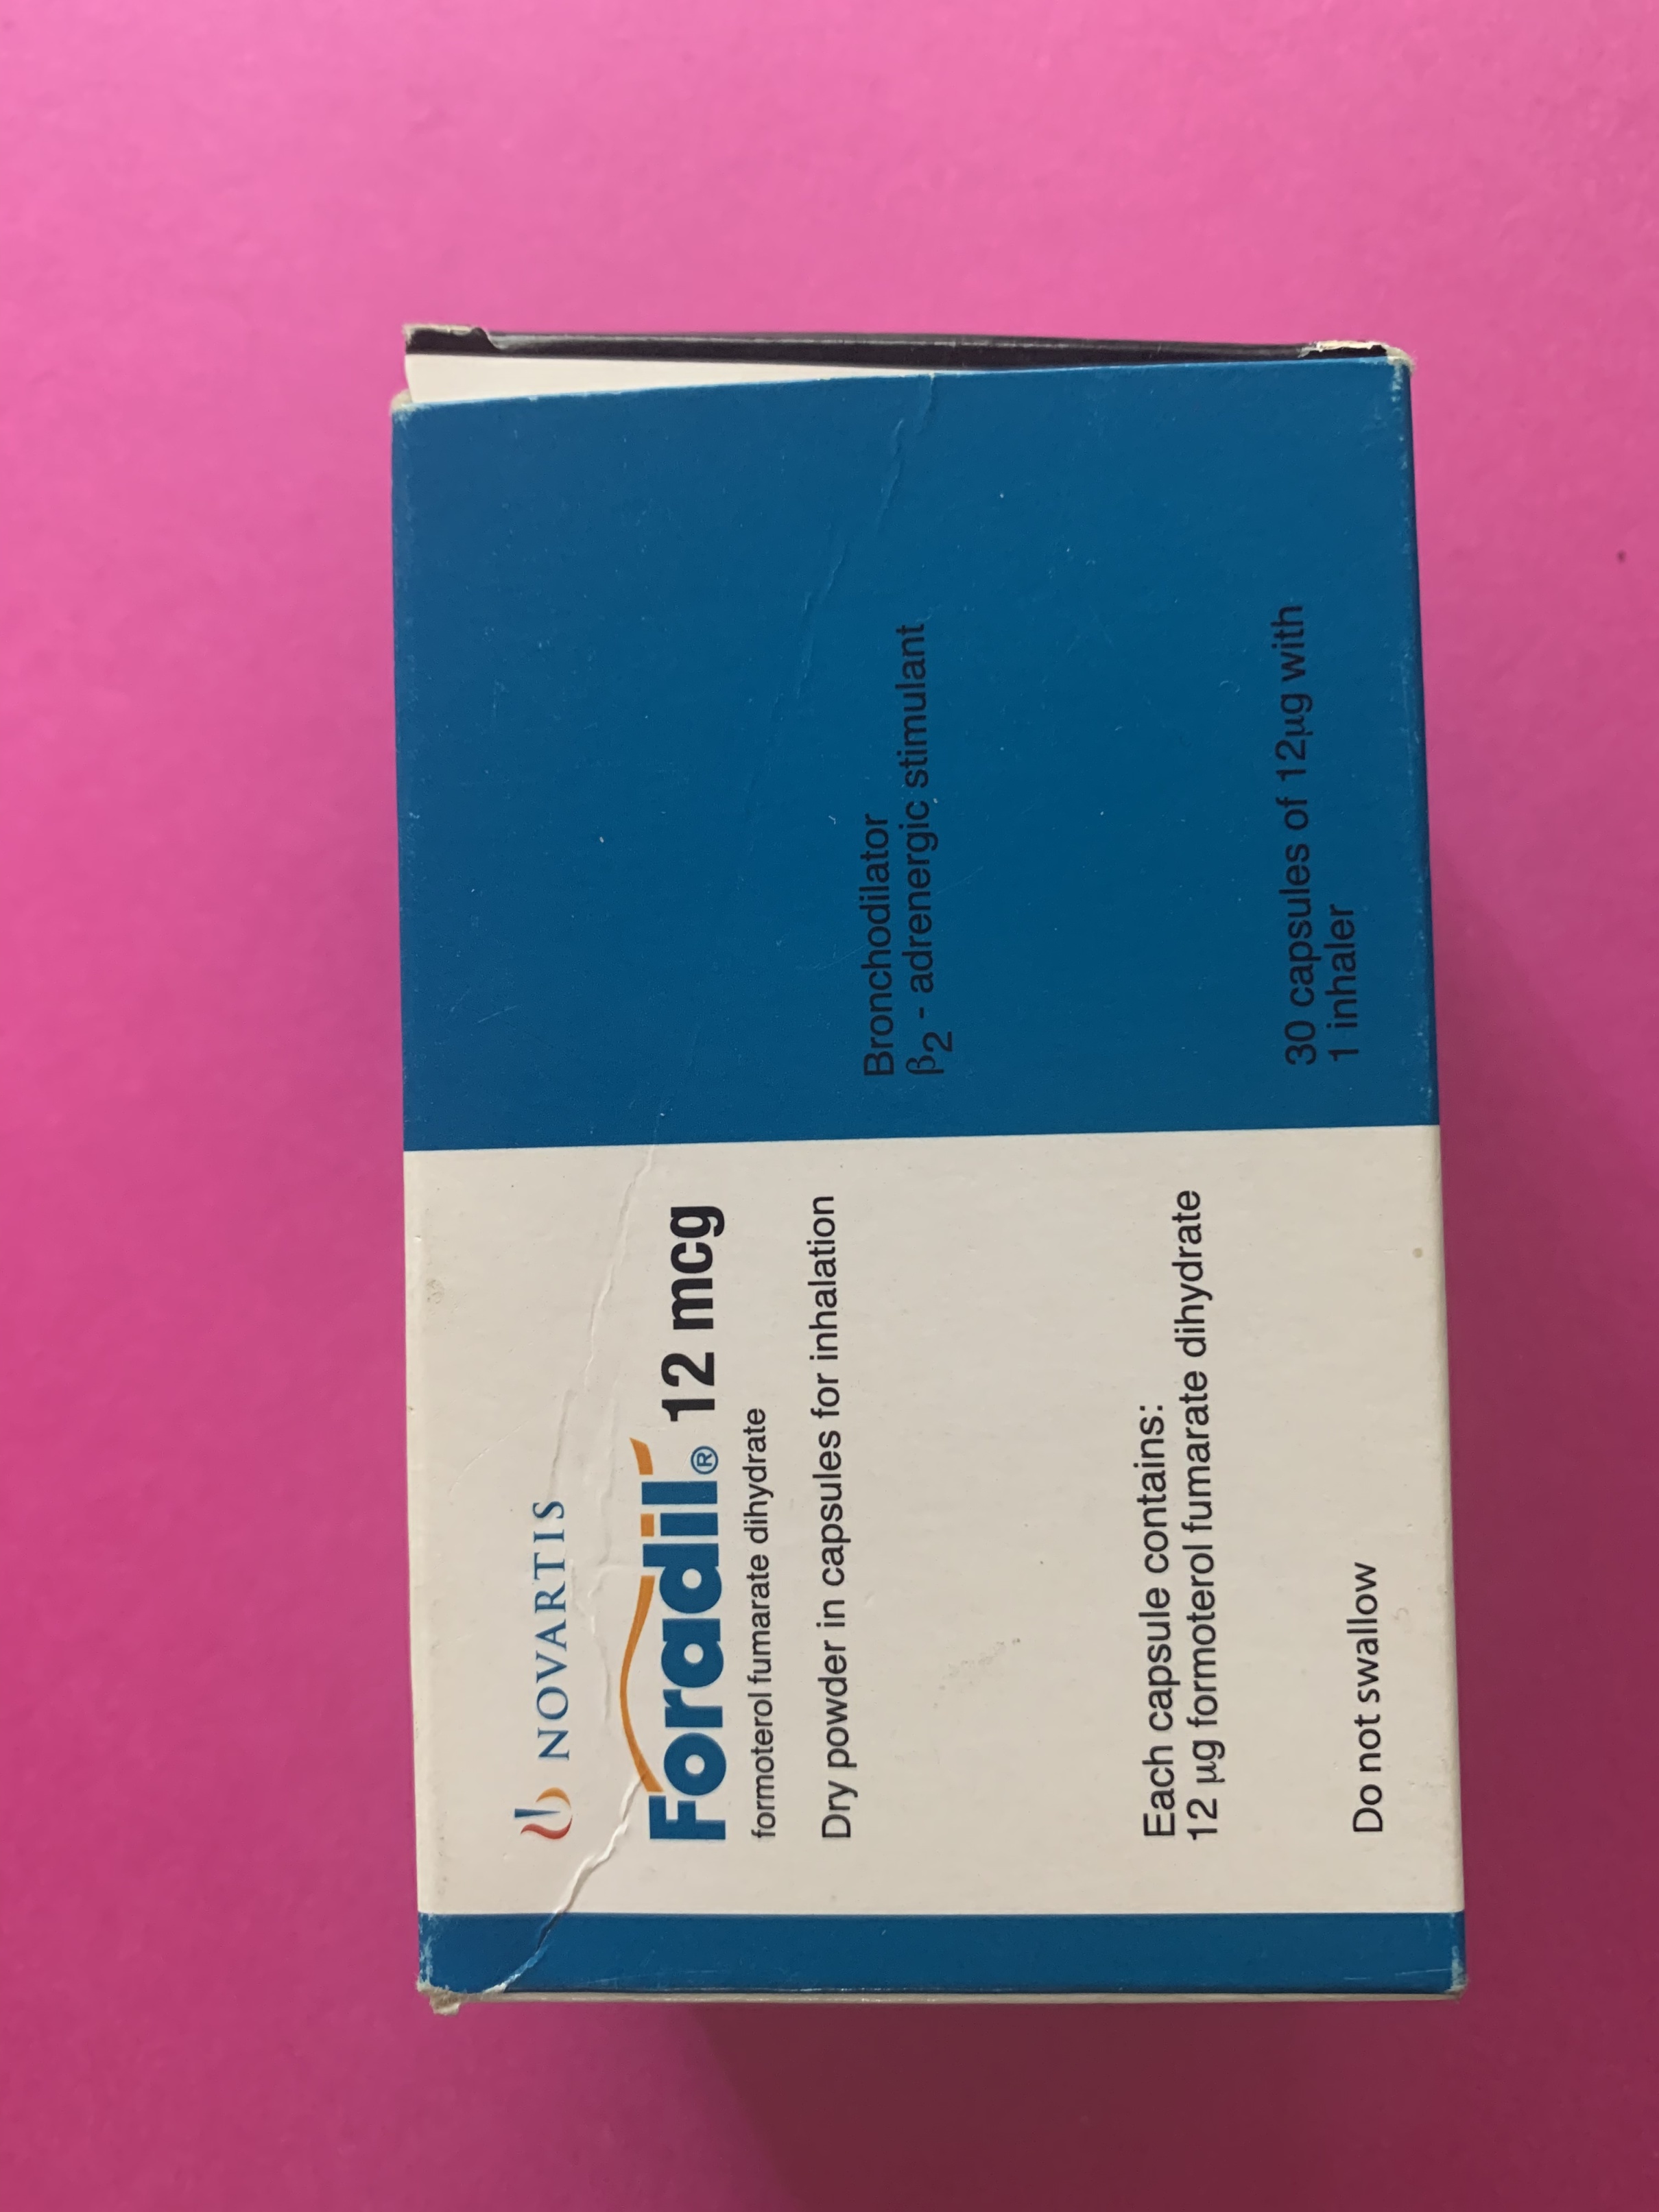 NOVARTIS
Foradil® 12 mcg
formoterol fumarate dihydrate
Dry powder in capsules for inhalation
Bronchodilator
β2 - adrenergic stimulant
Each capsule contains:
12 µg formoterol fumarate dihydrate
30 capsules of 12µg with
1 inhaler
Do not swallow